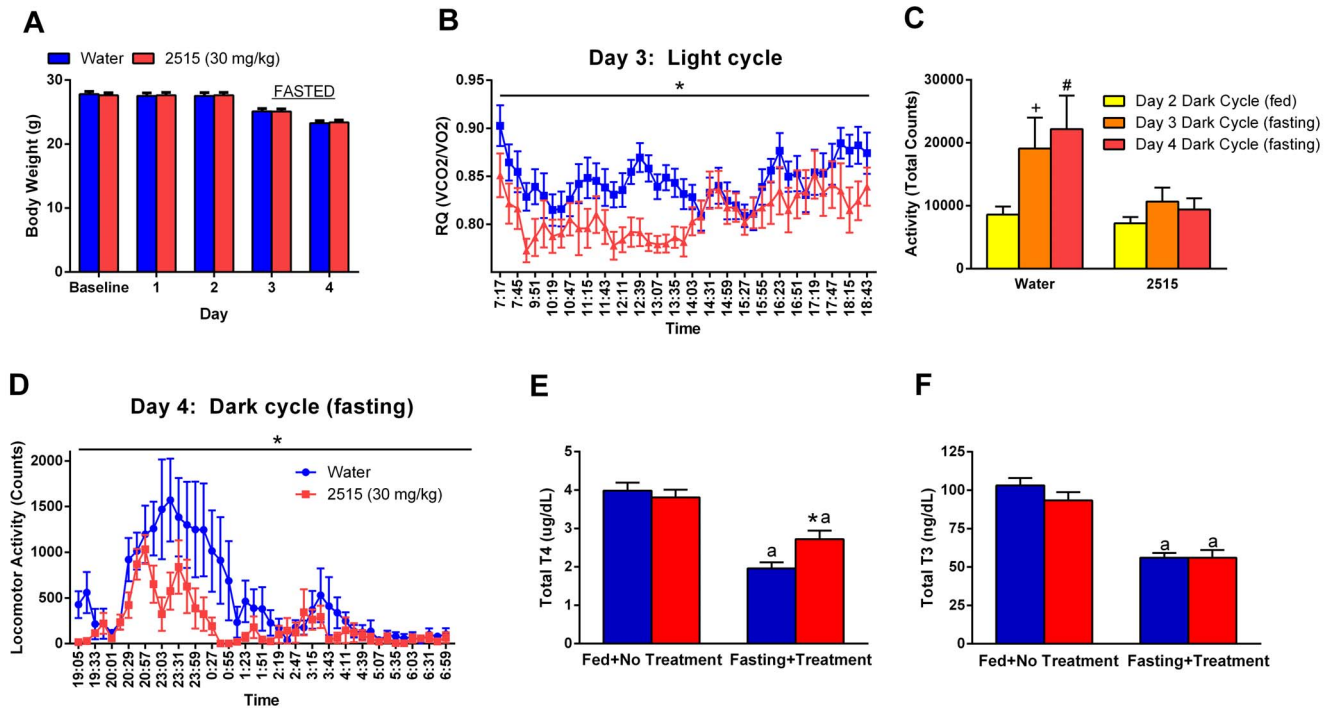 A
Water
2515 (30 mg/kg)
FASTED
30
20
10
0
Body Weight (g)
Baseline
1
2
3
4
Day
B
Day 3: Light cycle
*
0.95
0.90
0.85
0.80
RQ (VCO2/VO2)
7:17
7:45
9:51
10:19
10:47
11:15
11:43
12:11
12:39
13:07
13:35
14:03
14:31
14:59
15:27
15:55
16:23
16:51
17:19
17:47
18:15
18:43
Time
C
30000
20000
10000
0
Activity (Total Counts)
+
#
Day 2 Dark Cycle (fed)
Day 3 Dark Cycle (fasting)
Day 4 Dark Cycle (fasting)
Water
2515
D
Day 4: Dark cycle (fasting)
*
2000
1500
1000
500
0
Locomotor Activity (Counts)
Water
2515 (30 mg/kg)
19:05
19:33
20:01
20:29
20:57
23:03
23:31
23:59
0:27
0:55
1:23
1:51
2:19
2:47
3:15
3:43
4:11
4:39
5:07
5:35
6:03
6:31
6:59
Time
E
5
4
3
2
1
0
Total T4 (ug/dL)
a
*a
Fed+No Treatment
Fasting+Treatment
F
125
100
75
50
25
0
Total T3 (ng/dL)
a
a
Fed+No Treatment
Fasting+Treatment